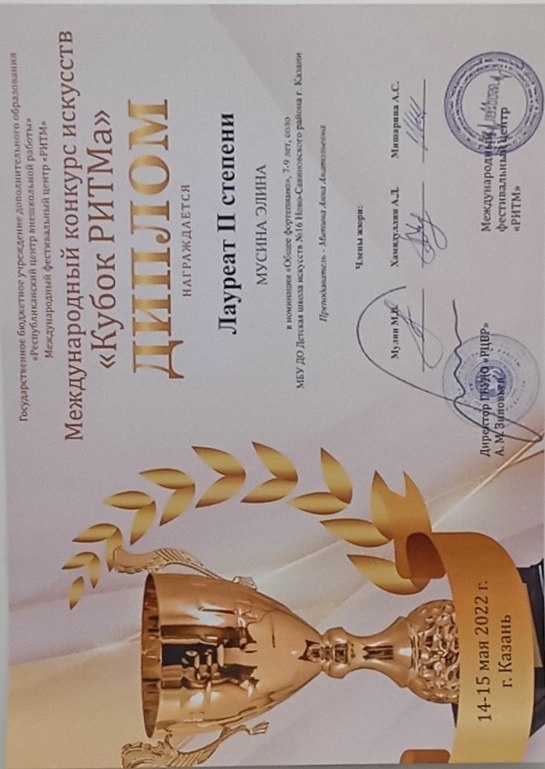 Государственное бюджетное учреждение дополнительного образования
«Республиканский центр внешкольной работы»
Международный фестивальный центр «РИТМ»
Международный конкурс искусств
«Кубок РИТМа»
ДИПЛОМ
НАГРАЖДАЕТСЯ
Лауреат II степени
МУСИНА ЭЛИНА
в номинации «Общее фортепиано», 7-9 лет, соло
МБУ ДО Детская школа искусств №16 Ново-Савиновского района г. Казани
Преподаватель - Митина Анна Анатольевна
Члены жюри:
Мулин М.В. Хамидуллин А.Д. Мишарина А.С.
Директор ГБУДО «РЦВР»
А. М. Зиновьев
Международный
фестивальный центр
«РИТМ»
14-15 мая 2022 г.
г. Казань